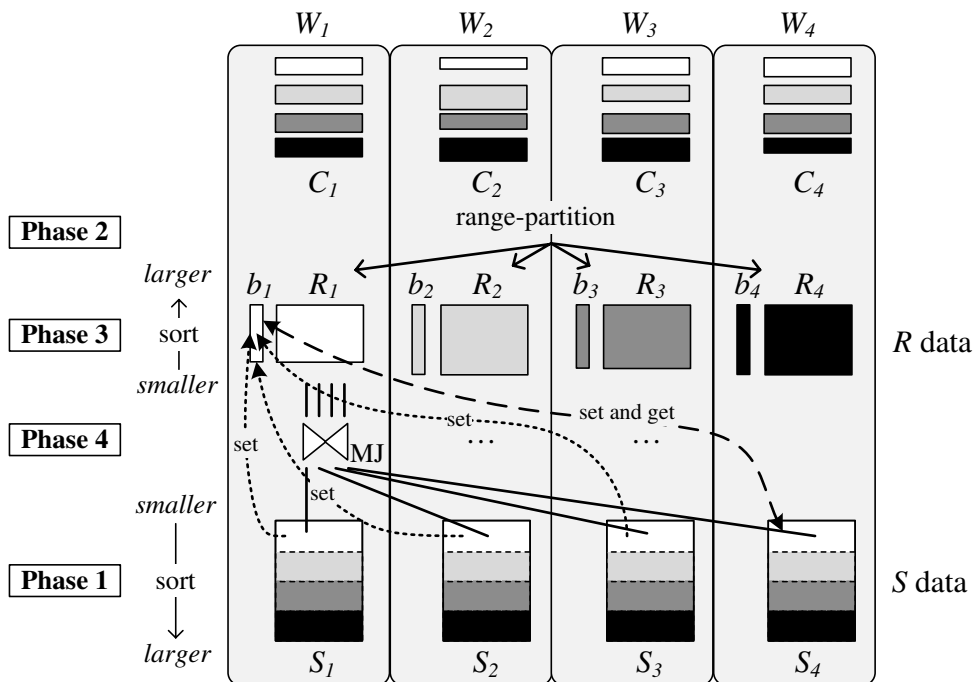 W1 W2 W3 W4
C1 C2 C3 C4
range-partition
Phase 2
larger
b1 R1 b2 R2 b3 R3 b4 R4
Phase 3
sort
R data
smaller
set and get
set
Phase 4
set
... ...
MJ
set
smaller
Phase 1
sort
S data
larger
S1 S2 S3 S4